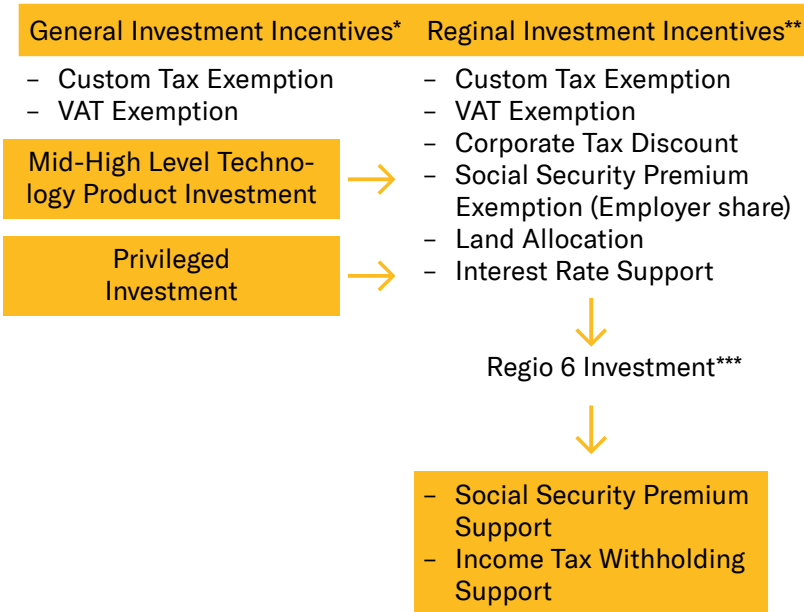 General Investment Incentives*
– Custom Tax Exemption
– VAT Exemption
Mid-High Level Techno-
logy Product Investment
Privileged
Investment
Reginal Investment Incentives**
– Custom Tax Exemption
– VAT Exemption
– Corporate Tax Discount
– Social Security Premium
Exemption (Employer share)
– Land Allocation
– Interest Rate Support
Regio 6 Investment***
– Social Security Premium
Support
– Income Tax Withholding
Support